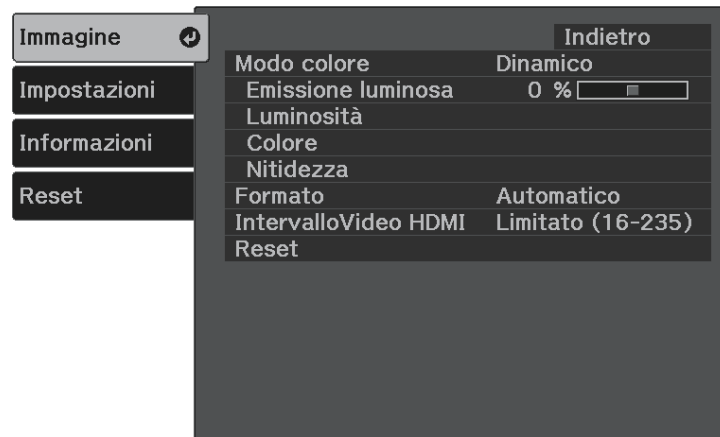 Immagine
Impostazioni
Informazioni
Reset
Indietro
Modo colore Dinamico
Emissione luminosa 0 %
Luminosità
Colore
Nitidezza
Formato Automatico
IntervalloVideo HDMI Limitato (16-235)
Reset